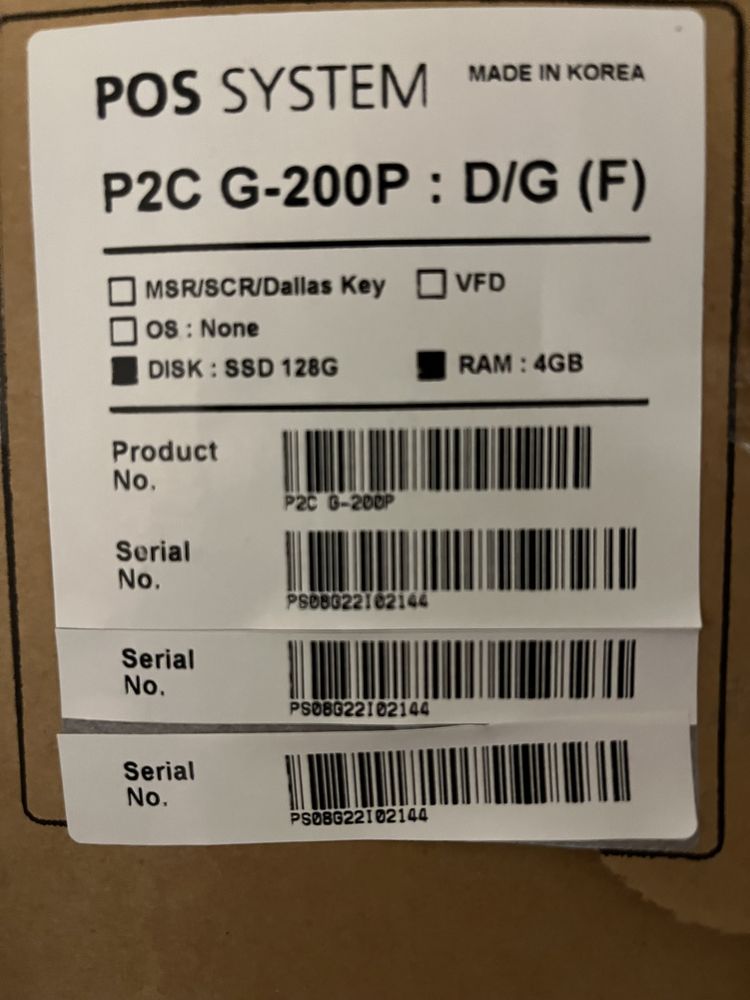 POS SYSTEM MADE IN KOREA
P2C G-200P : D/G (F)
MSR/SCR/Dallas Key VFD
OS : None
DISK : SSD 128G RAM : 4GB
Product
No.
P2C G-200P
Serial
No.
PS08G22I02144
Serial
No.
PS08G22I02144
Serial
No.
PS08G22I02144